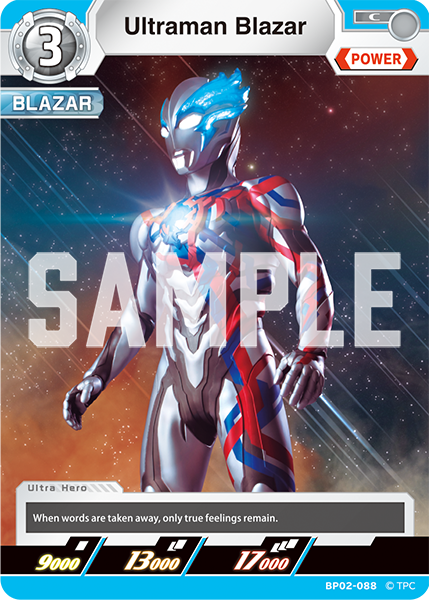 3
Ultraman Blazar
C
POWER
BLAZAR
SAMPLE
Ultra Hero
When words are taken away, only true feelings remain.
9000
13000
17000
BP02-088 © TPC